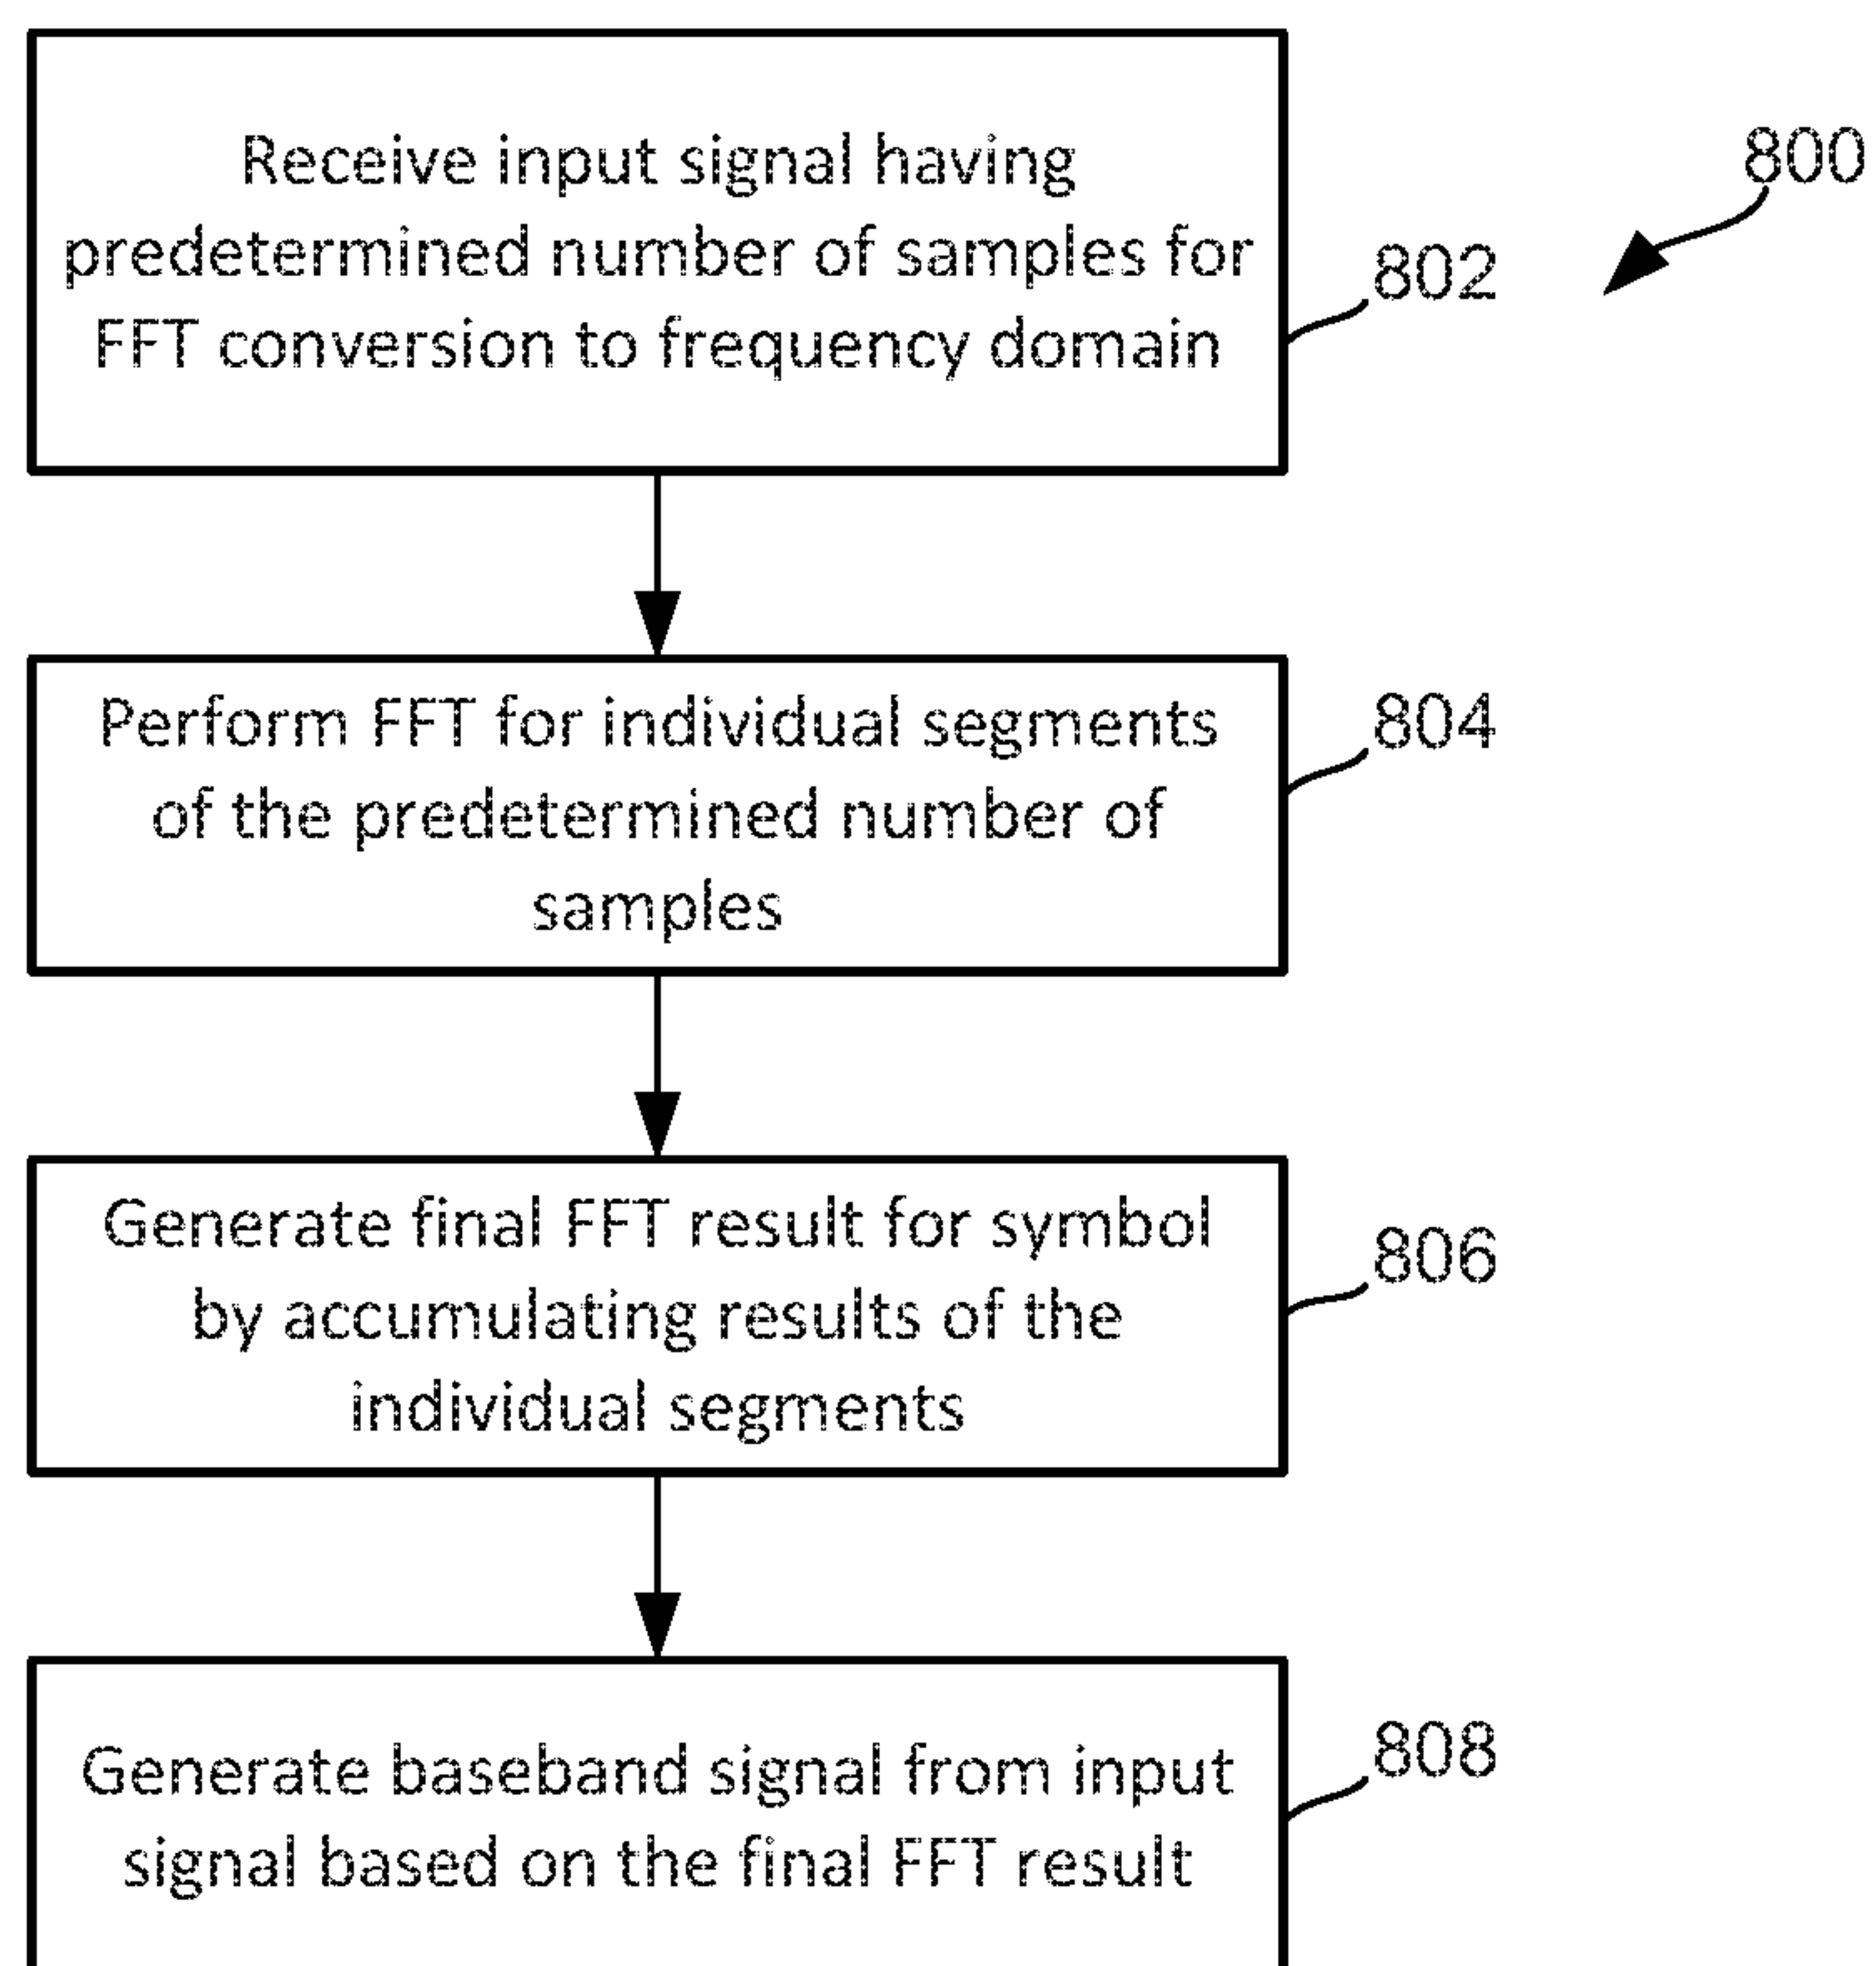 Receive input signal having
predetermined number of samples for
FFT conversion to frequency domain
800
802
Perform FFT for individual segments
of the predetermined number of
samples
804
Generate final FFT result for symbol
by accumulating results of the
individual segments
806
Generate baseband signal from input
signal based on the final FFT result
808